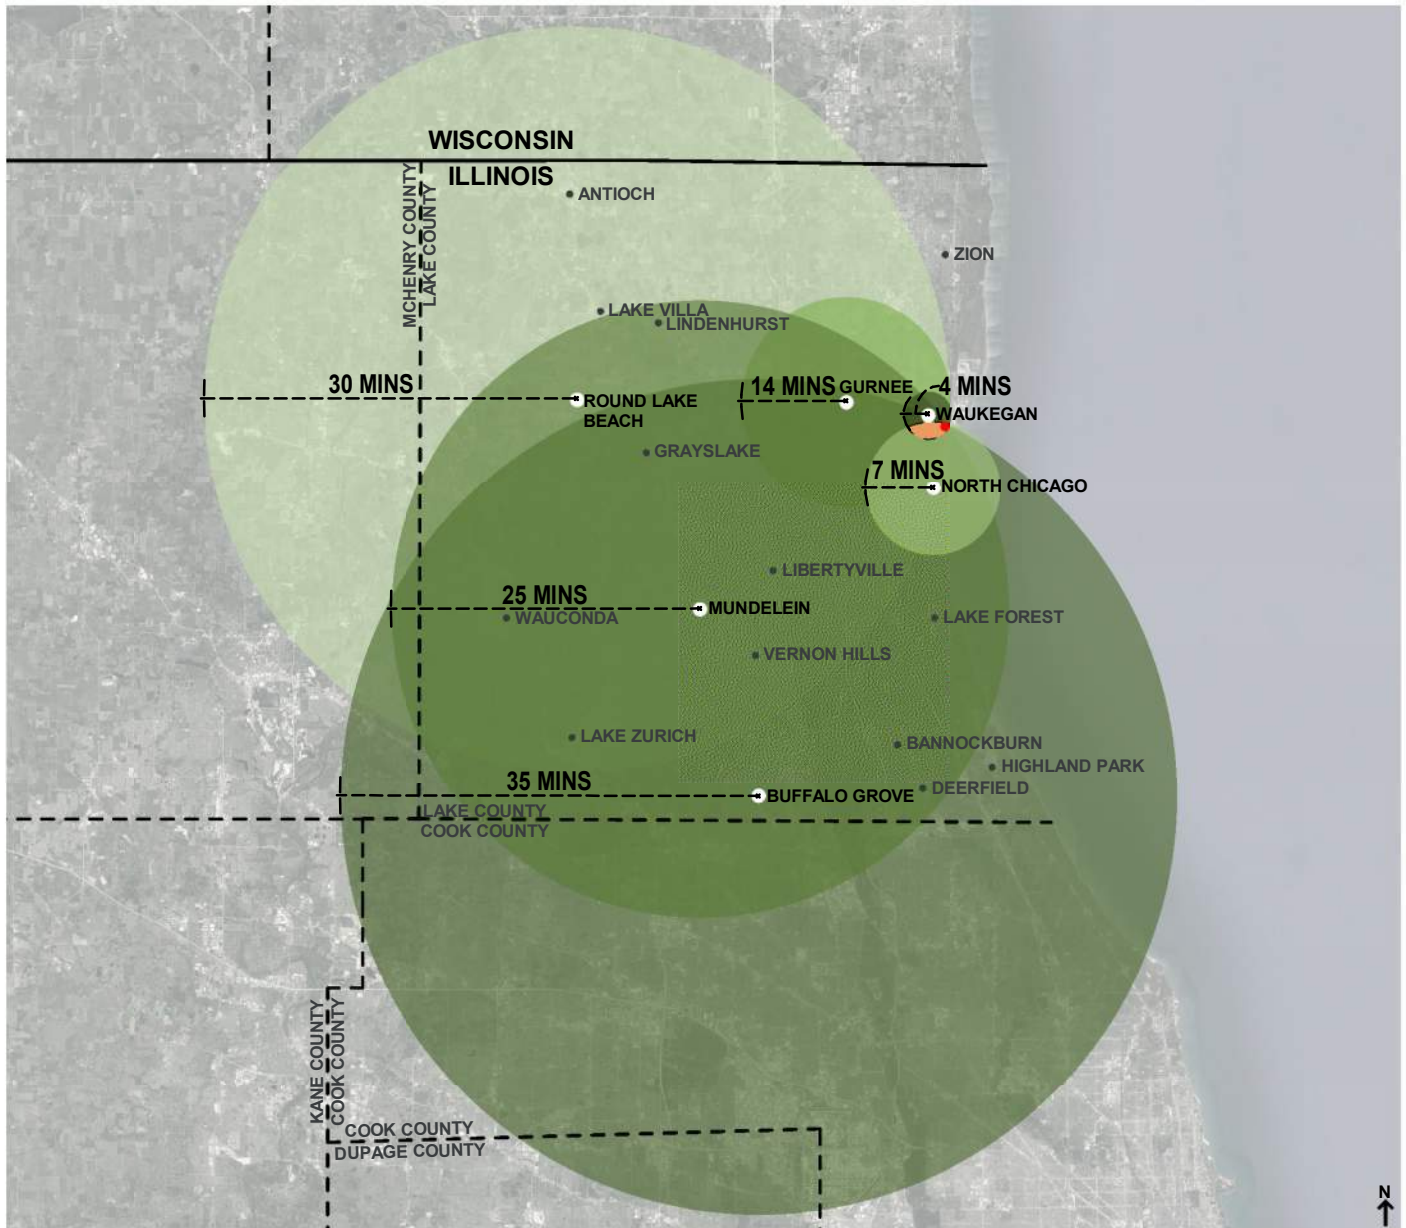 WISCONSIN
ILLINOIS
MCHENRY COUNTY
LAKE COUNTY
ANTIOCH
ZION
LAKE VILLA
LINDENHURST
30 MINS
14 MINS
GURNEE
4 MINS
ROUND LAKE
BEACH
WAUKEGAN
GRAYSLAKE
7 MINS
NORTH CHICAGO
LIBERTYVILLE
25 MINS
MUNDELEIN
WAUCONDA
LAKE FOREST
VERNON HILLS
LAKE ZURICH
BANNOCKBURN
HIGHLAND PARK
35 MINS
DEERFIELD
BUFFALO GROVE
LAKE COUNTY
COOK COUNTY
KANE COUNTY
COOK COUNTY
COOK COUNTY
DUPAGE COUNTY
N